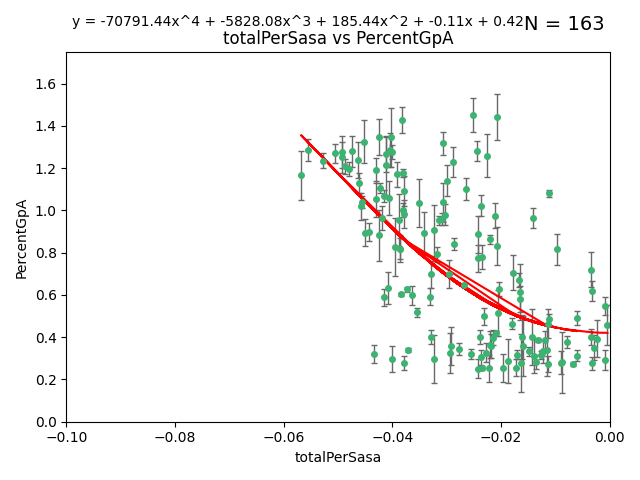 y = -70791.44x^4 + -5828.08x^3 + 185.44x^2 + -0.11x + 0.42 N = 163
totalPerSasa vs PercentGpA
PercentGpA
1.6
1.4
1.2
1.0
0.8
0.6
0.4
0.2
0.0
−0.10 −0.08 −0.06 −0.04 −0.02 0.00
totalPerSasa